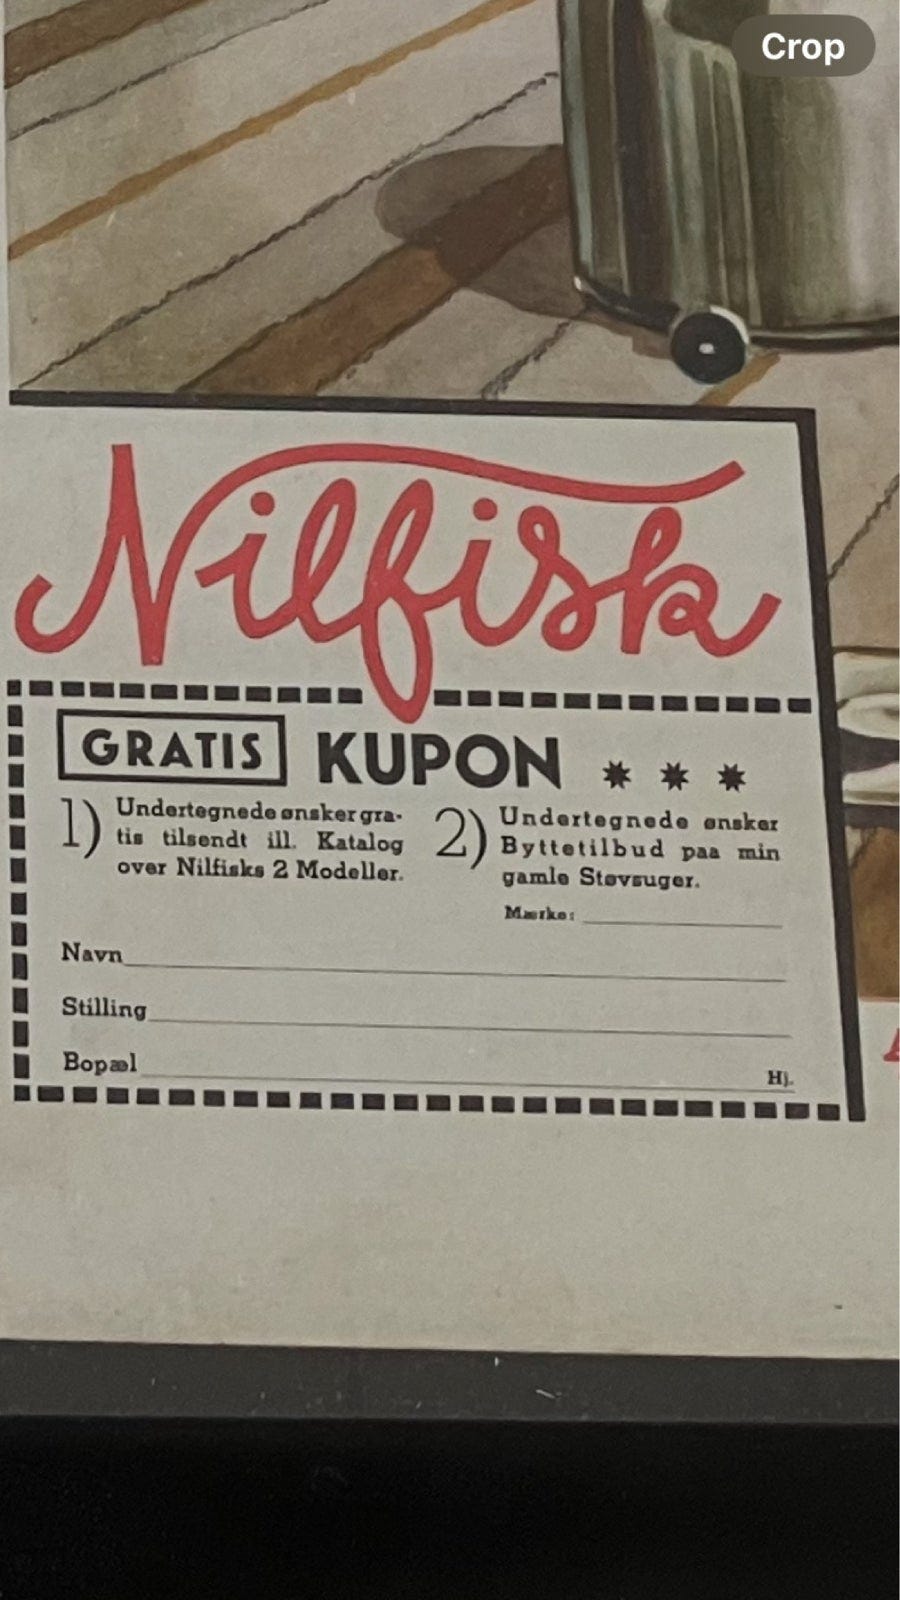 Crop
Nilfisk
GRATIS KUPON ✷ ✷ ✷
1) Undertegnede ønsker gra-
tis tilsendt ill. Katalog
over Nilfisks 2 Modeller.
2) Undertegnede ønsker
Byttetilbud paa min
gamle Støvsuger.
Mærke:
Navn
Stilling
Bopæl
Hj.